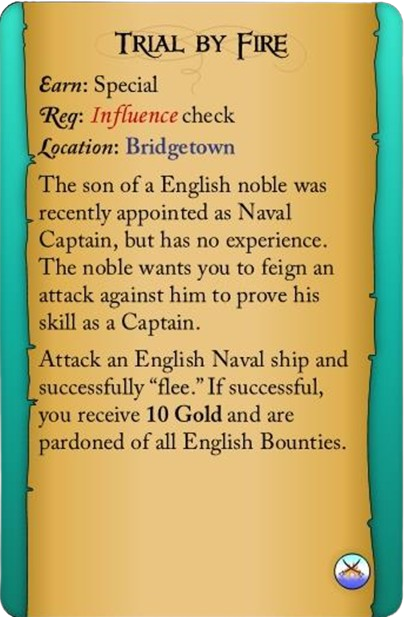 Trial by Fire
Earn: Special
Req: Influence check
Location: Bridgetown
The son of a English noble was
recently appointed as Naval
Captain, but has no experience.
The noble wants you to feign an
attack against him to prove his
skill as a Captain.
Attack an English Naval ship and
successfully “flee.” If successful,
you receive 10 Gold and are
pardoned of all English Bounties.